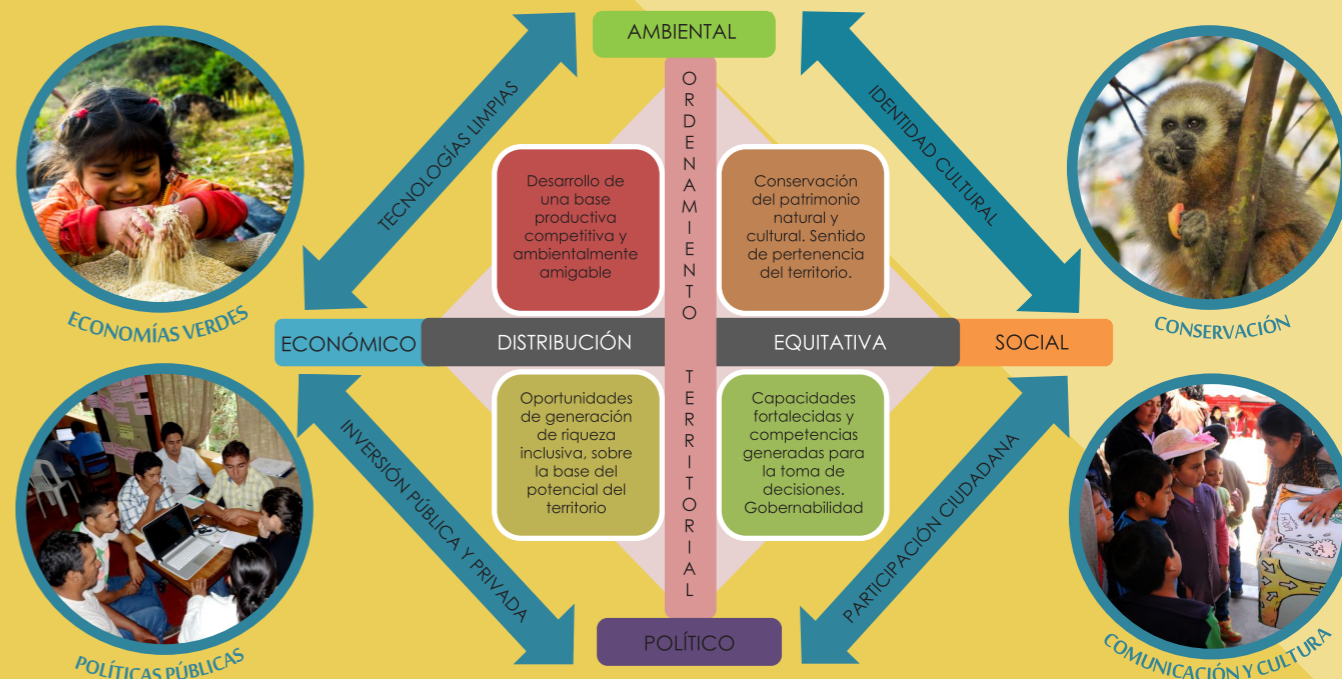 AMBIENTAL
TECNOLOGÍAS LIMPIAS
IDENTIDAD CULTURAL
ORDENAMIENTO TERRITORIAL
Desarrollo de
una base
productiva
competitiva y
ambientalmente
amigable
Conservación
del patrimonio
natural y
cultural. Sentido
de pertenencia
del territorio.
ECONOMÍAS VERDES
CONSERVACIÓN
ECONÓMICO
DISTRIBUCIÓN
EQUITATIVA
SOCIAL
Oportunidades
de generación
de riqueza
inclusiva, sobre
la base del
potencial del
territorio
Capacidades
fortalecidas y
competencias
generadas para
la toma de
decisiones.
Gobernabilidad
INVERSIÓN PÚBLICA Y PRIVADA
PARTICIPACIÓN CIUDADANA
POLÍTICO
POLÍTICAS PÚBLICAS
COMUNICACIÓN Y CULTURA